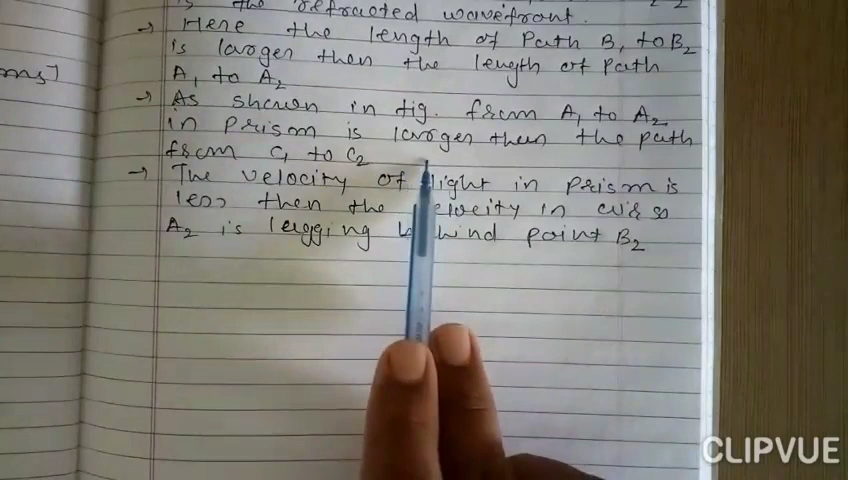 is the refracted wavefront.
→ Here the length of Path B1 to B2
is larger then the length of path
A1 to A2
→ As shown in fig. from A1 to A2
in prism is larger then the path
from C1 to C2
→ The velocity of light in prism is
less then the velocity in air so
A2 is legging behind point B2
CLIPVUE